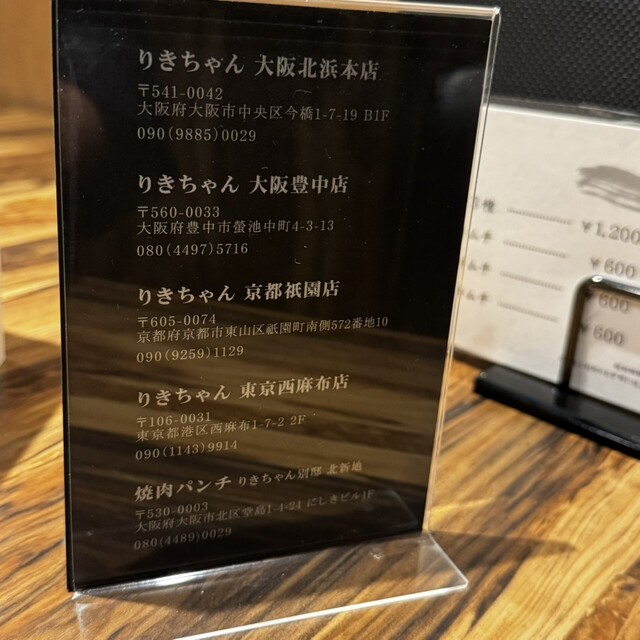 りきちゃん 大阪北浜本店
〒541-0042
大阪府大阪市中央区今橋1-7-19 B1F
090(9885)0029
りきちゃん 大阪豊中店
〒560-0033
大阪府豊中市螢池中町4-3-13
080(4497)5716
りきちゃん 京都祇園店
〒605-0074
京都府京都市東山区祇園町南側572番地10
090(9259)1129
りきちゃん 東京西麻布店
〒106-0031
東京都港区西麻布1-7-2 2F
090(1143)9914
焼肉パンチ りきちゃん別邸 北新地
〒530-0003
大阪府大阪市北区堂島1-4-24 にしきビル1F
080(4489)0029
¥1,200
¥600
¥600
¥600